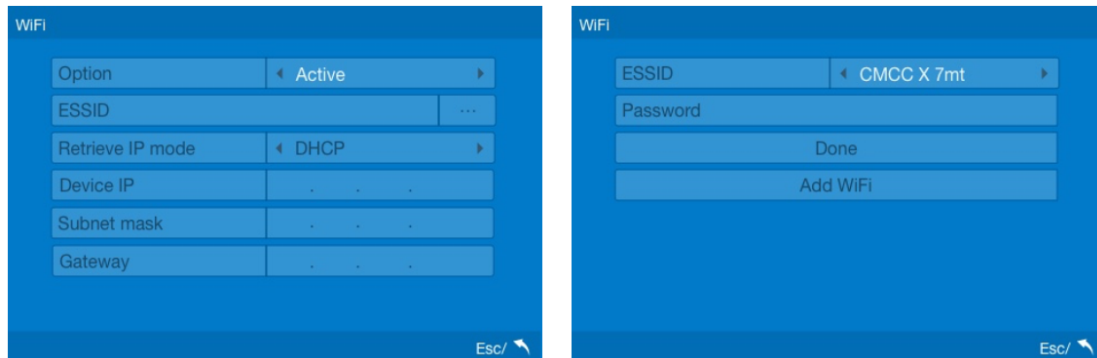 WiFi
Option Active
ESSID ...
Retrieve IP mode DHCP
Device IP . . .
Subnet mask . . .
Gateway . . .
Esc/
WiFi
ESSID CMCC X 7mt
Password
Done
Add WiFi
Esc/